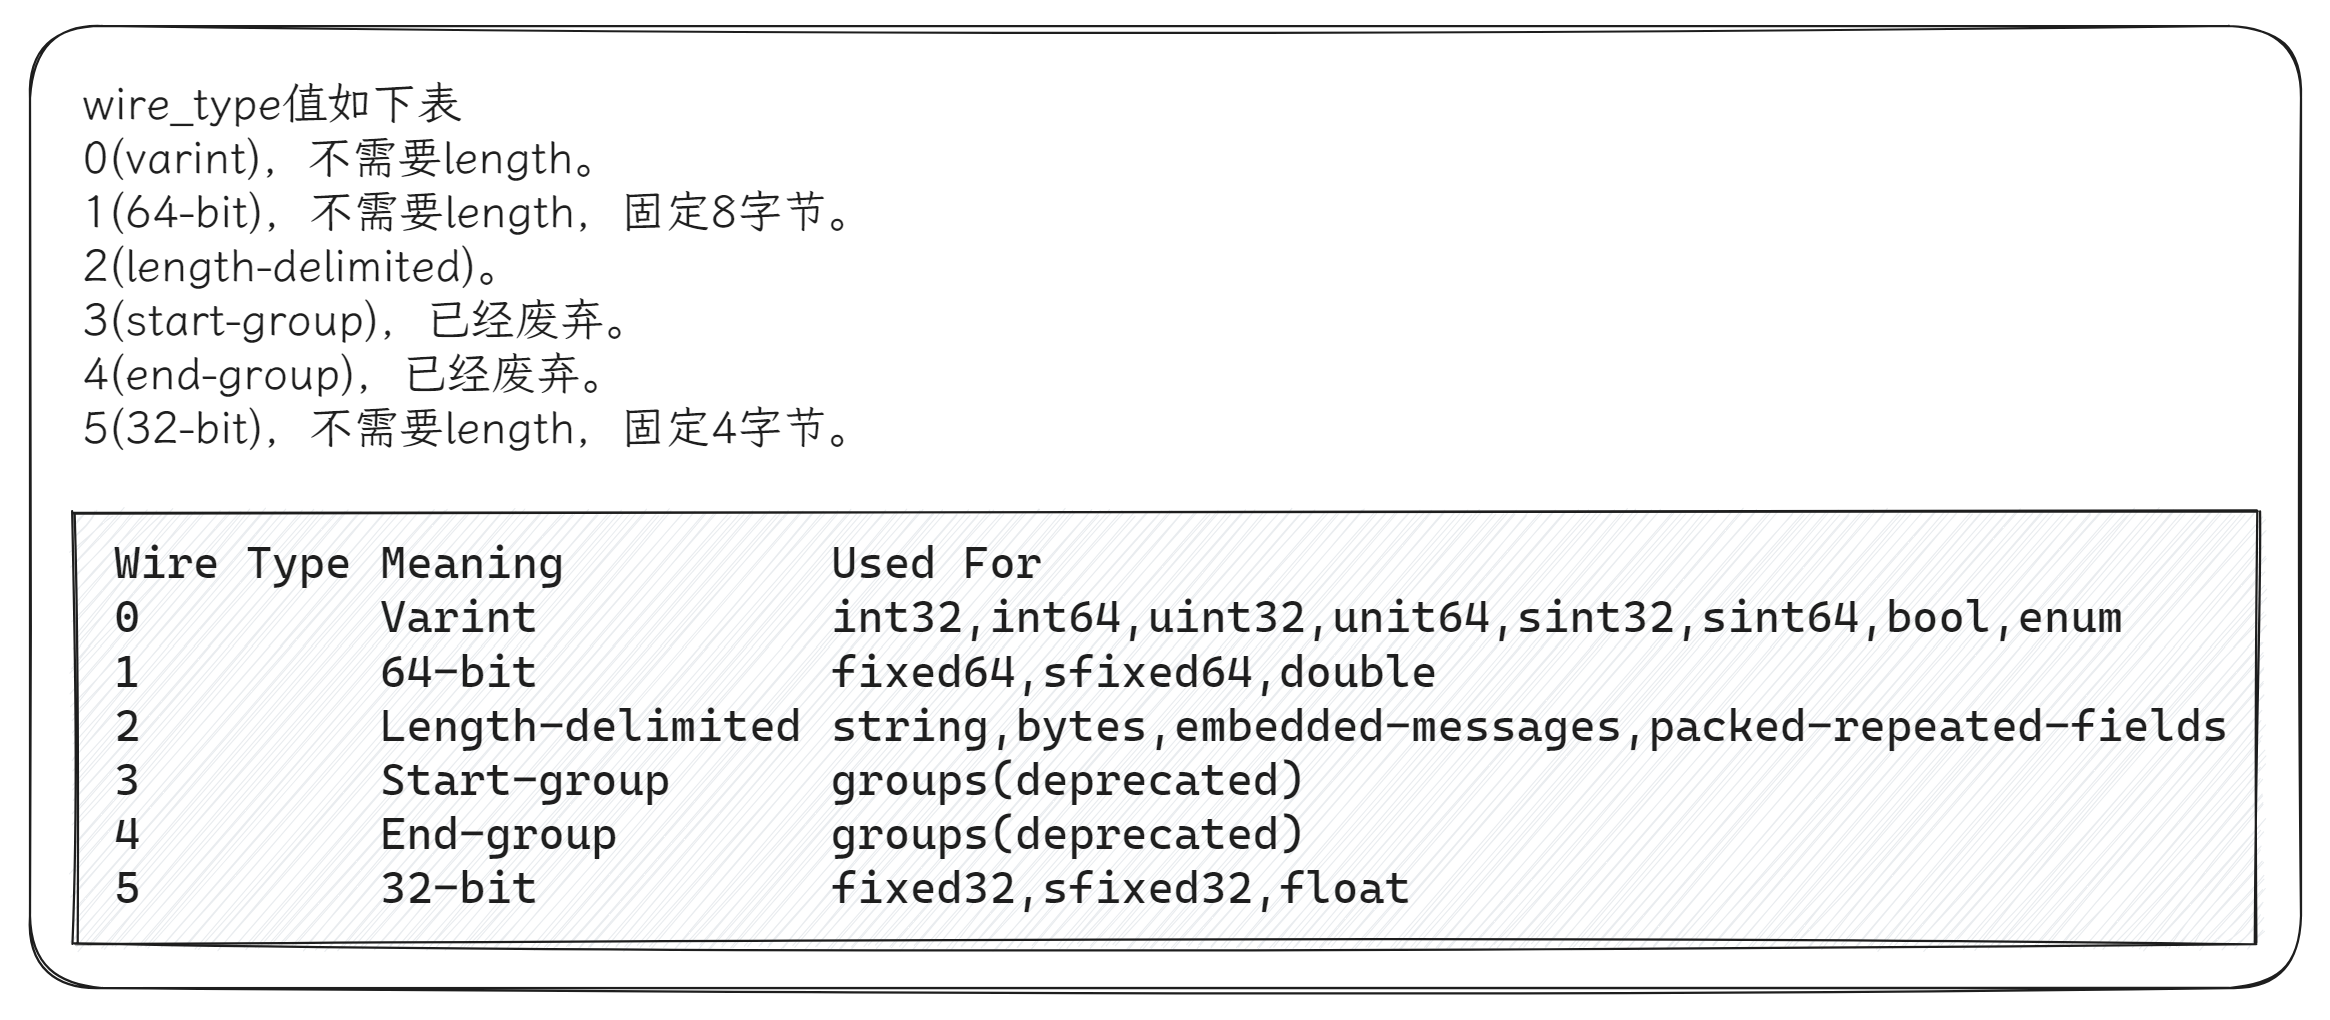 wire_type值如下表
0(varint)，不需要length。
1(64-bit)，不需要length，固定8字节。
2(length-delimited)。
3(start-group)，已经废弃。
4(end-group)，已经废弃。
5(32-bit)，不需要length，固定4字节。
Wire Type Meaning Used For
0 Varint int32,int64,uint32,unit64,sint32,sint64,bool,enum
1 64-bit fixed64,sfixed64,double
2 Length-delimited string,bytes,embedded-messages,packed-repeated-fields
3 Start-group groups(deprecated)
4 End-group groups(deprecated)
5 32-bit fixed32,sfixed32,float